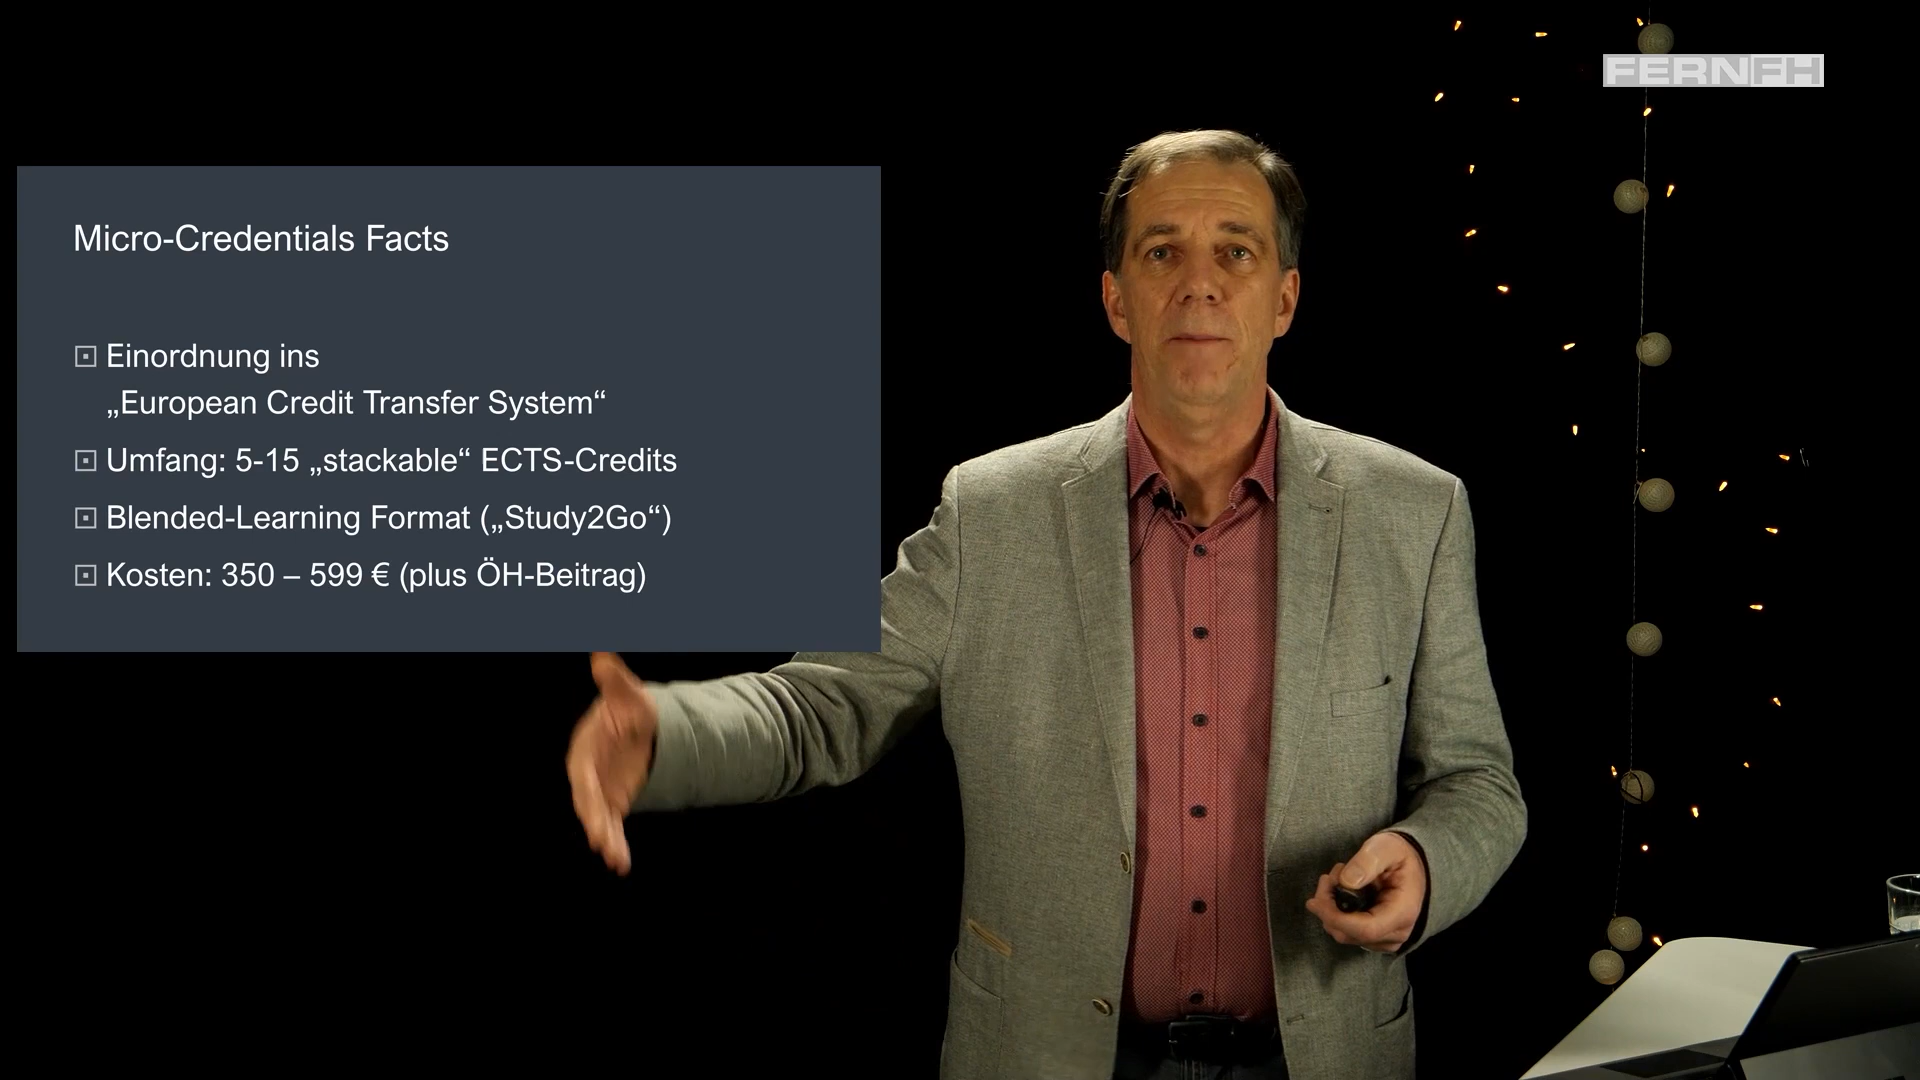 FERNFH
Micro-Credentials Facts
Einordnung ins
„European Credit Transfer System“
Umfang: 5-15 „stackable“ ECTS-Credits
Blended-Learning Format („Study2Go“)
Kosten: 350 – 599 € (plus ÖH-Beitrag)